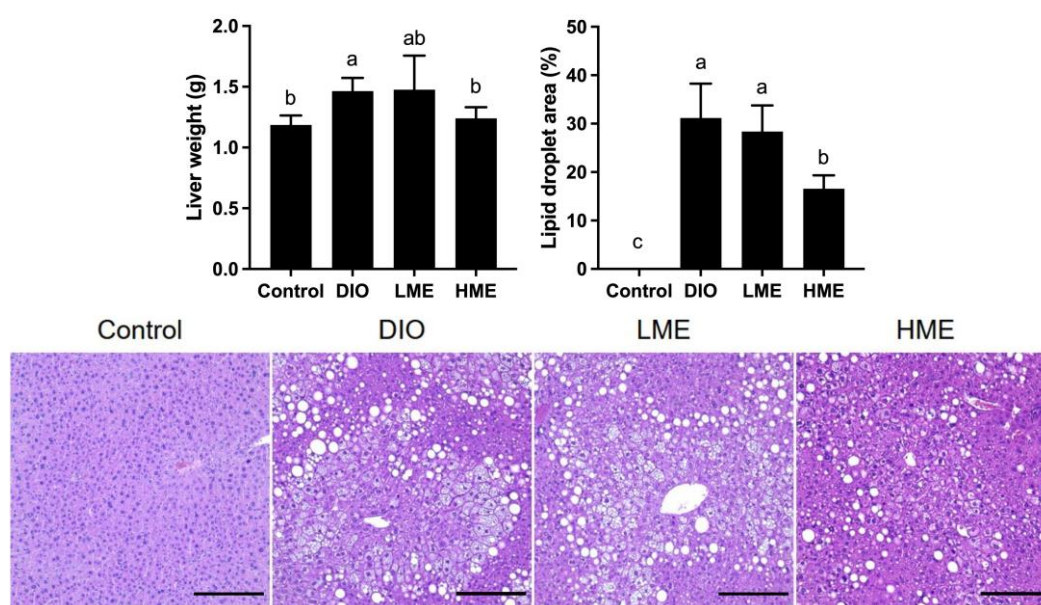 Liver weight (g)
2.0
1.5
1.0
0.5
0.0
b
a
ab
b
Control DIO LME HME
Lipid droplet area (%)
50
40
30
20
10
0
c
a
a
b
Control DIO LME HME
Control DIO LME HME